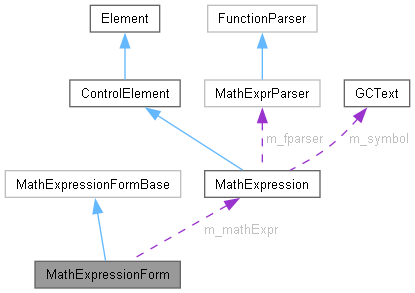 Element
FunctionParser
ControlElement
MathExprParser
GCText
m_fparser
m_symbol
MathExpressionFormBase
MathExpression
m_mathExpr
MathExpressionForm